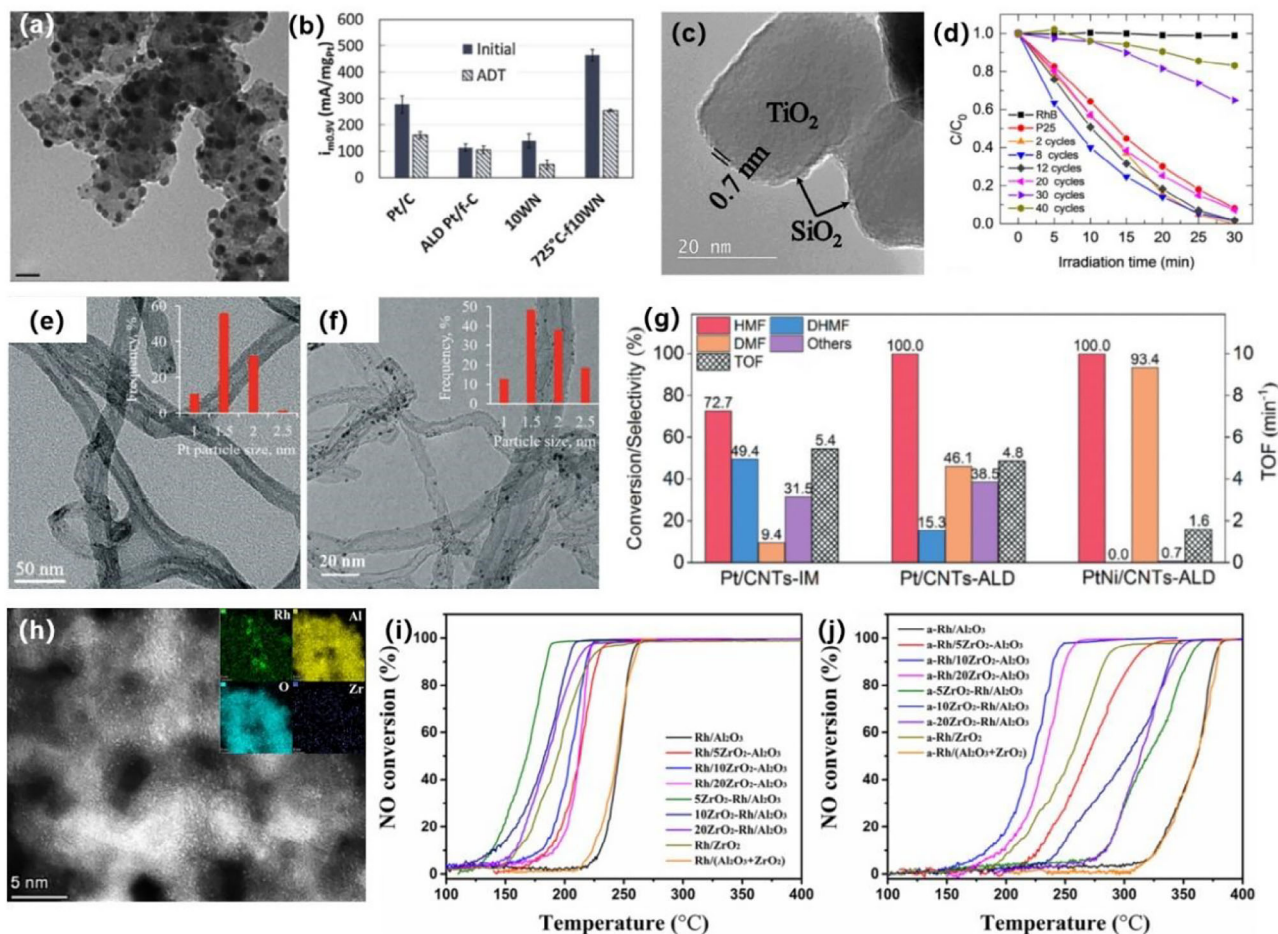 (a)
(b)
i_m0.9V (mA/mg_Pt)
600
500
400
300
200
100
0
Initial
ADT
Pt/C
ALD Pt/f-C
10WN
725°C-f10WN
(c)
TiO₂
0.7 nm
SiO₂
20 nm
(d)
C/C₀
1.0
0.8
0.6
0.4
0.2
0.0
RhB
P25
2 cycles
8 cycles
12 cycles
20 cycles
30 cycles
40 cycles
0 5 10 15 20 25 30
Irradiation time (min)
(e)
Frequency, %
60
40
20
0
1 1.5 2 2.5
Pt particle size, nm
50 nm
(f)
Frequency, %
50
40
30
20
10
0
1 1.5 2 2.5
Particle size, nm
20 nm
(g)
HMF DHMF
DMF Others
TOF
Conversion/Selectivity (%)
100
80
60
40
20
0
72.7
49.4
9.4
31.5
5.4
100.0
15.3
46.1
38.5
4.8
100.0
0.0
93.4
0.7
1.6
10
8
6
4
2
0
TOF (min⁻¹)
Pt/CNTs-IM Pt/CNTs-ALD PtNi/CNTs-ALD
(h)
Rh Al
O Zr
5 nm
(i)
NO conversion (%)
100
80
60
40
20
0
Rh/Al₂O₃
Rh/5ZrO₂-Al₂O₃
Rh/10ZrO₂-Al₂O₃
Rh/20ZrO₂-Al₂O₃
5ZrO₂-Rh/Al₂O₃
10ZrO₂-Rh/Al₂O₃
20ZrO₂-Rh/Al₂O₃
Rh/ZrO₂
Rh/(Al₂O₃+ZrO₂)
100 150 200 250 300 350 400
Temperature (°C)
(j)
NO conversion (%)
100
80
60
40
20
0
a-Rh/Al₂O₃
a-Rh/5ZrO₂-Al₂O₃
a-Rh/10ZrO₂-Al₂O₃
a-Rh/20ZrO₂-Al₂O₃
a-5ZrO₂-Rh/Al₂O₃
a-10ZrO₂-Rh/Al₂O₃
a-20ZrO₂-Rh/Al₂O₃
a-Rh/ZrO₂
a-Rh/(Al₂O₃+ZrO₂)
100 150 200 250 300 350 400
Temperature (°C)